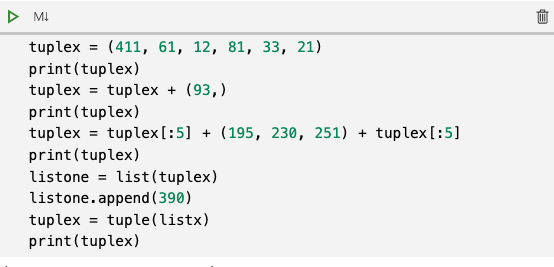 M↓
tuplex = (411, 61, 12, 81, 33, 21)
print(tuplex)
tuplex = tuplex + (93,)
print(tuplex)
tuplex = tuplex[:5] + (195, 230, 251) + tuplex[:5]
print(tuplex)
listone = list(tuplex)
listone.append(390)
tuplex = tuple(listx)
print(tuplex)